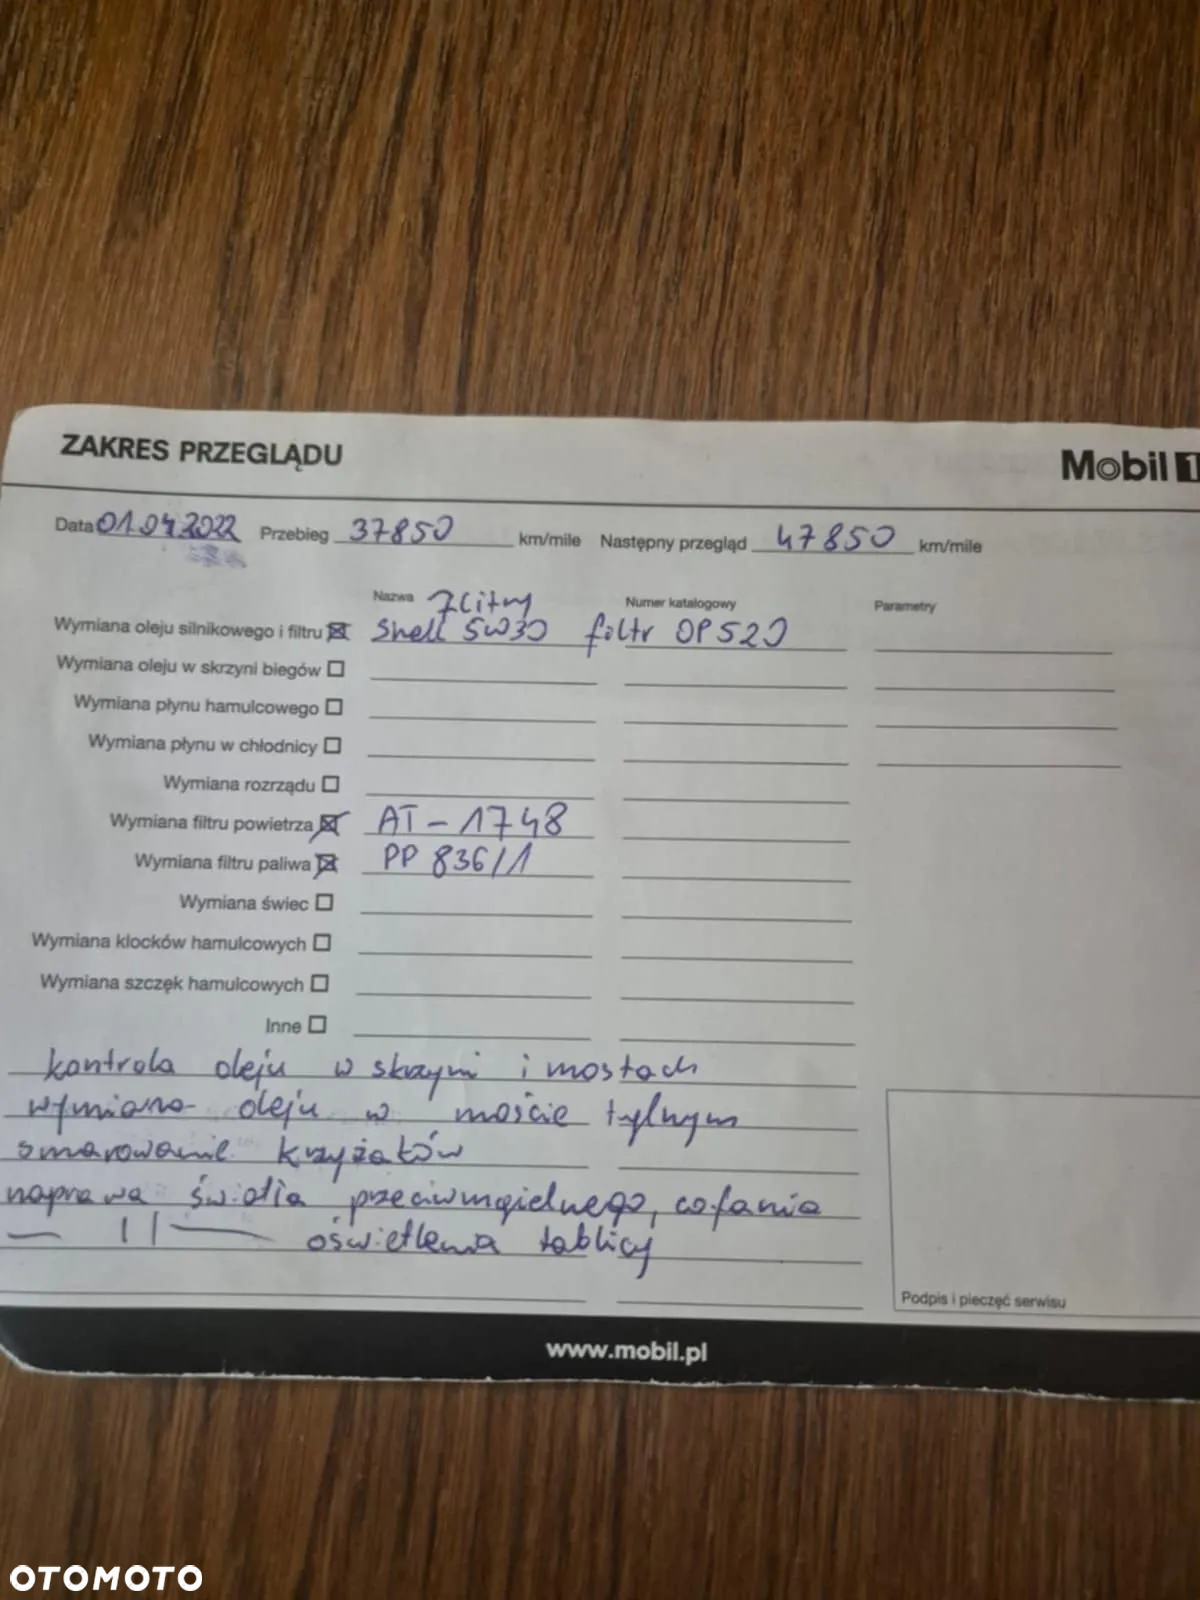 ZAKRES PRZEGLĄDU Mobil 1
Data 01.04.2022 Przebieg 37850 km/mile Następny przegląd 47850 km/mile
Nazwa 7litry Numer katalogowy Parametry
Wymiana oleju silnikowego i filtru Shell 5W30 filtr OP520
Wymiana oleju w skrzyni biegów
Wymiana płynu hamulcowego
Wymiana płynu w chłodnicy
Wymiana rozrządu
Wymiana filtru powietrza AT-1748
Wymiana filtru paliwa PP 836/1
Wymiana świec
Wymiana klocków hamulcowych
Wymiana szczęk hamulcowych
Inne
kontrola oleju w skrzyni i mostach
wymiana oleju w moście tylnym
smarowanie krzyżaków
naprawa światła przeciwmgielnego, cofania
— 11 — oświetlenia tablicy
Podpis i pieczęć serwisu
www.mobil.pl
OTOMOTO